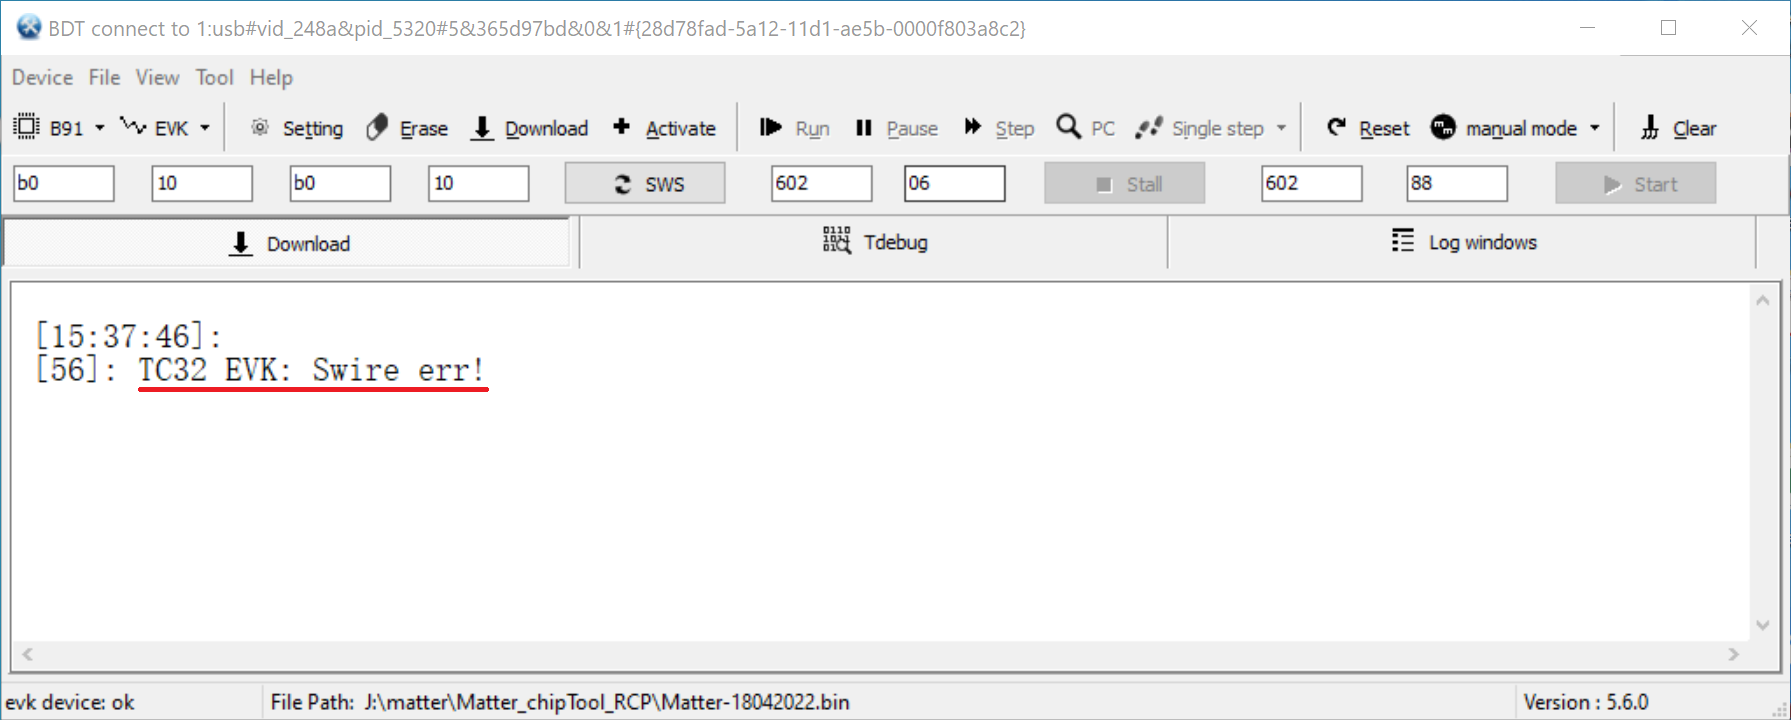 BDT connect to 1:usb#vid_248a&pid_5320#5&365d97bd&0&1#{28d78fad-5a12-11d1-ae5b-0000f803a8c2}
Device File View Tool Help
B91 EVK Setting Erase Download Activate Run Pause Step PC Single step Reset manual mode Clear
b0 10 b0 10 SWS 602 06 Stall 602 88 Start
Download Tdebug Log windows
[15:37:46]:
[56]: TC32 EVK: Swire err!
evk device: ok File Path: J:\matter\Matter_chipTool_RCP\Matter-18042022.bin Version : 5.6.0